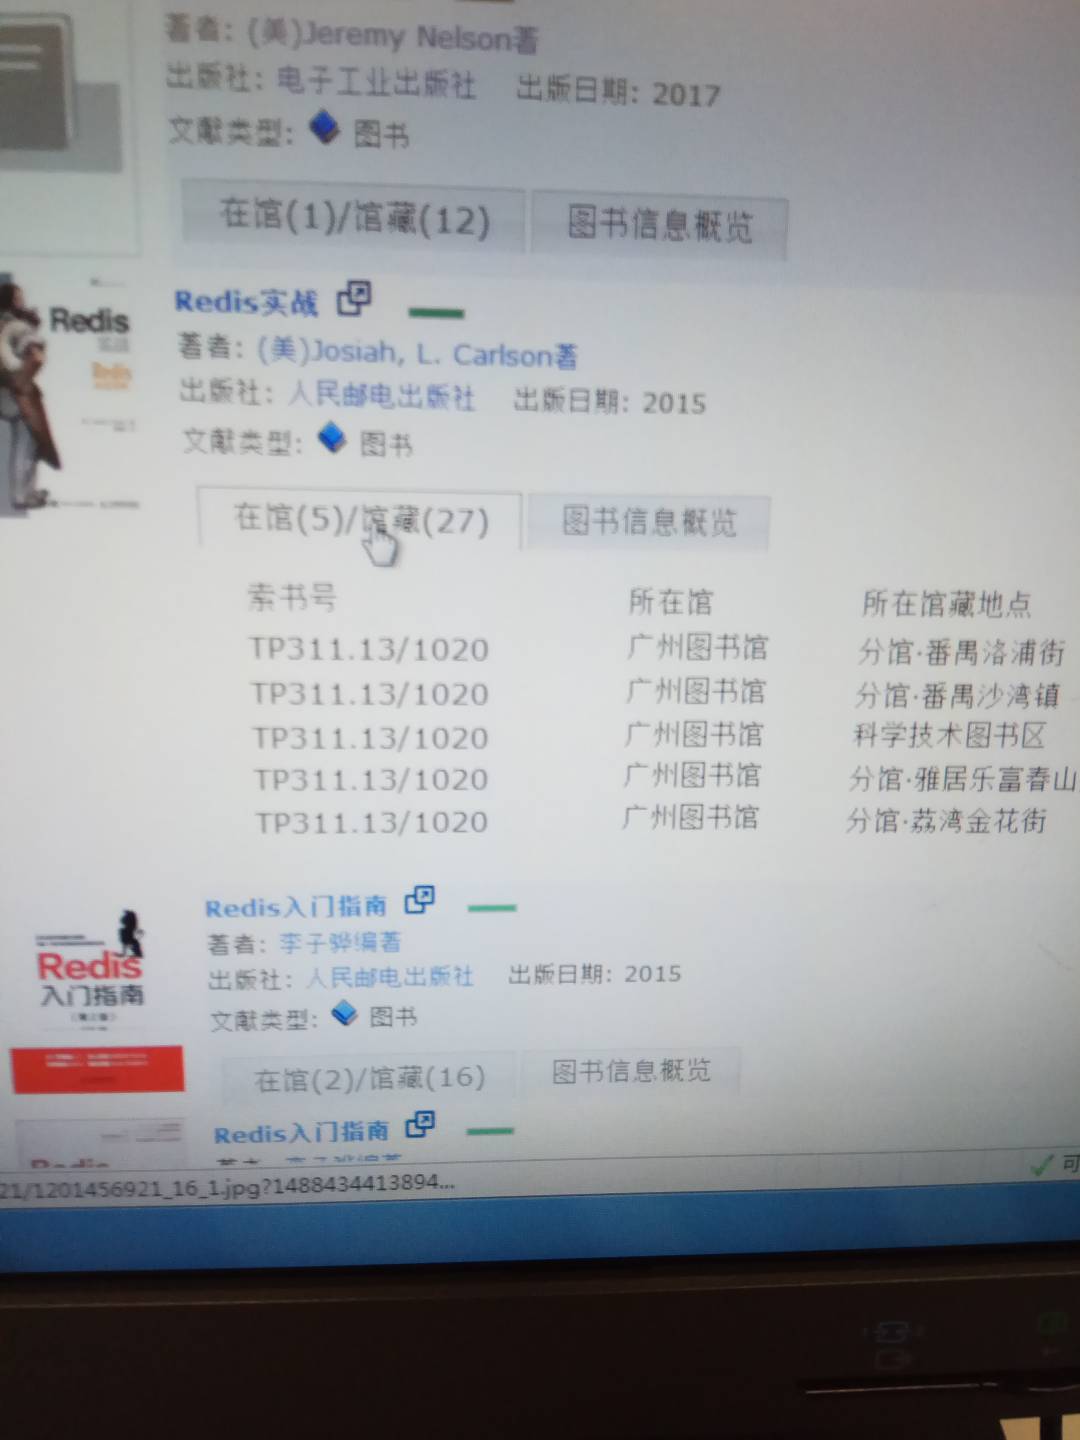 著者: (美)Jeremy Nelson著
出版社: 电子工业出版社 出版日期: 2017
文献类型: 图书
在馆(1)/馆藏(12) 图书信息概览
Redis
实战
Redis
Redis实战
著者: (美)Josiah, L. Carlson著
出版社: 人民邮电出版社 出版日期: 2015
文献类型: 图书
在馆(5)/馆藏(27) 图书信息概览
索书号 所在馆 所在馆藏地点
TP311.13/1020 广州图书馆 分馆·番禺洛浦街
TP311.13/1020 广州图书馆 分馆·番禺沙湾镇
TP311.13/1020 广州图书馆 科学技术图书区
TP311.13/1020 广州图书馆 分馆·雅居乐富春山
TP311.13/1020 广州图书馆 分馆·荔湾金花街
Redis
入门指南
Redis入门指南
著者: 李子骅编著
出版社: 人民邮电出版社 出版日期: 2015
文献类型: 图书
在馆(2)/馆藏(16) 图书信息概览
Redis入门指南
21/1201456921_16_1.jpg?1488434413894...
可